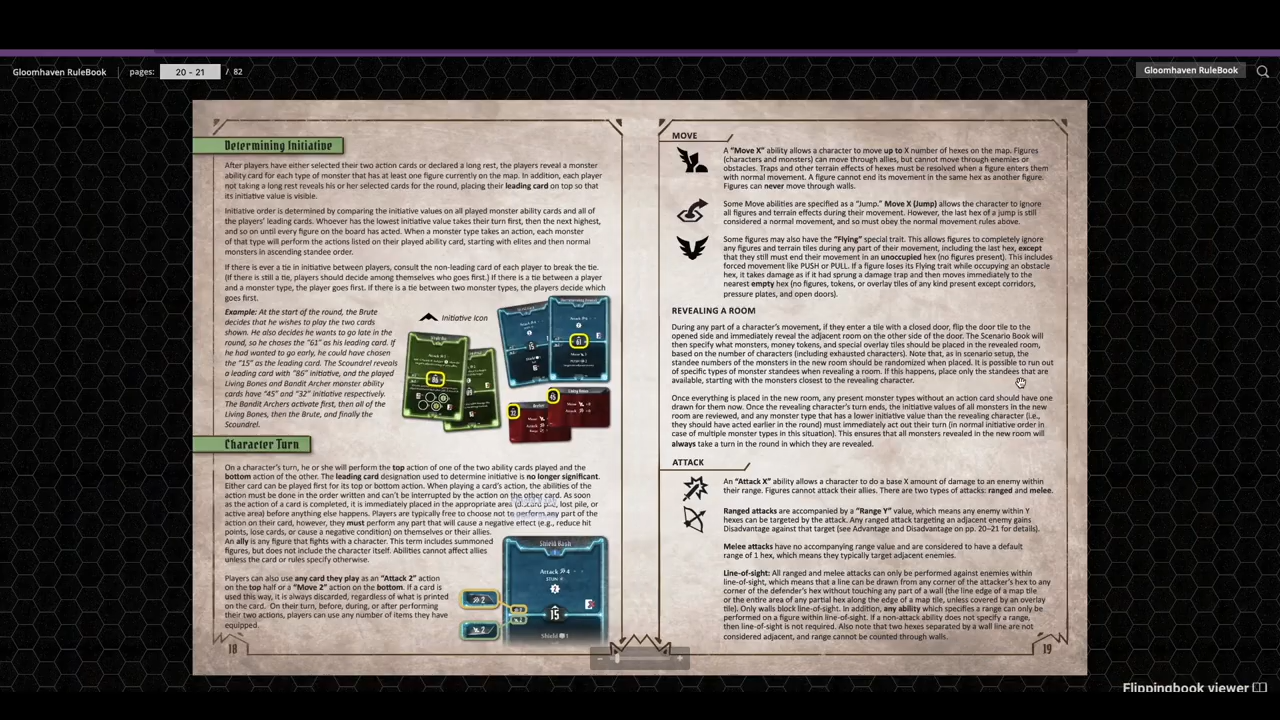 Gloomhaven RuleBook
pages:
20 - 21
/ 82
Gloomhaven RuleBook
Determining Initiative
After players have either selected their two action cards or declared a long rest, the players reveal a monster
ability card for each type of monster that has at least one figure currently on the map. In addition, each player
not taking a long rest reveals his or her selected cards for the round, placing their leading card on top so that
its initiative value is visible.
Initiative order is determined by comparing the initiative values on all played monster ability cards and all of
the players' leading cards. Whoever has the lowest initiative value takes their turn first, then the next highest,
and so on until every figure on the board has acted. When a monster type takes an action, each monster
of that type will perform the actions listed on their played ability card, starting with elites and then normal
monsters in ascending standee order.
If there is ever a tie in initiative between players, consult the non-leading card of each player to break the tie.
(If there is still a tie, players should decide among themselves who goes first.) If there is a tie between a player
and a monster type, the player goes first. If there is a tie between two monster types, the players decide which
goes first.
Example: At the start of the round, the Brute
decides that he wishes to play the two cards
shown. He also decides he wants to go late in the
round, so he choses the "61" as his leading card. If
he had wanted to go early, he could have chosen
the "15" as the leading card. The Scoundrel reveals
a leading card with "86" initiative, and the played
Living Bones and Bandit Archer monster ability
cards have "45" and "32" initiative respectively.
The Bandit Archers activate first, then all of the
Living Bones, then the Brute, and finally the
Scoundrel.
Initiative Icon
86
15
61
32
45
Character Turn
On a character's turn, he or she will perform the top action of one of the two ability cards played and the
bottom action of the other. The leading card designation used to determine initiative is no longer significant.
Either card can be played first for its top or bottom action. When playing a card's action, the abilities of the
action must be done in the order written and can't be interrupted by the action on the other card. As soon
as the action of a card is completed, it is immediately placed in the appropriate area (discard pile, lost pile, or
active area) before anything else happens. Players are typically free to choose not to perform any part of the
action on their card, however, they must perform any part that will cause a negative effect (e.g., reduce hit
points, lose cards, or cause a negative condition) on themselves or their allies.
An ally is any figure that fights with a character. This term includes summoned
figures, but does not include the character itself. Abilities cannot affect allies
unless the card or rules specify otherwise.
Players can also use any card they play as an "Attack 2" action
on the top half or a "Move 2" action on the bottom. If a card is
used this way, it is always discarded, regardless of what is printed
on the card. On their turn, before, during, or after performing
their two actions, players can use any number of items they have
equipped.
Shield Bash
Attack 4
STUN
2
2
15
2
Shield 1
18
MOVE
A "Move X" ability allows a character to move up to X number of hexes on the map. Figures
(characters and monsters) can move through allies, but cannot move through enemies or
obstacles. Traps and other terrain effects of hexes must be resolved when a figure enters them
with normal movement. A figure cannot end its movement in the same hex as another figure.
Figures can never move through walls.
Some Move abilities are specified as a "Jump." Move X (Jump) allows the character to ignore
all figures and terrain effects during their movement. However, the last hex of a jump is still
considered a normal movement, and so must obey the normal movement rules above.
Some figures may also have the "Flying" special trait. This allows figures to completely ignore
any figures and terrain tiles during any part of their movement, including the last hex, except
that they still must end their movement in an unoccupied hex (no figures present). This includes
forced movement like PUSH or PULL. If a figure loses its Flying trait while occupying an obstacle
hex, it takes damage as if it had sprung a damage trap and then moves immediately to the
nearest empty hex (no figures, tokens, or overlay tiles of any kind present except corridors,
pressure plates, and open doors).
REVEALING A ROOM
During any part of a character's movement, if they enter a tile with a closed door, flip the door tile to the
opened side and immediately reveal the adjacent room on the other side of the door. The Scenario Book will
then specify what monsters, money tokens, and special overlay tiles should be placed in the revealed room,
based on the number of characters (including exhausted characters). Note that, as in scenario setup, the
standee numbers of the monsters in the new room should be randomized when placed. It is possible to run out
of specific types of monster standees when revealing a room. If this happens, place only the standees that are
available, starting with the monsters closest to the revealing character.
Once everything is placed in the new room, any present monster types without an action card should have one
drawn for them now. Once the revealing character's turn ends, the initiative values of all monsters in the new
room are reviewed, and any monster type that has a lower initiative value than the revealing character (i.e.,
they should have acted earlier in the round) must immediately act out their turn (in normal initiative order in
case of multiple monster types in this situation). This ensures that all monsters revealed in the new room will
always take a turn in the round in which they are revealed.
ATTACK
An "Attack X" ability allows a character to do a base X amount of damage to an enemy within
their range. Figures cannot attack their allies. There are two types of attacks: ranged and melee.
Ranged attacks are accompanied by a "Range Y" value, which means any enemy within Y
hexes can be targeted by the attack. Any ranged attack targeting an adjacent enemy gains
Disadvantage against that target (see Advantage and Disadvantage on pp. 20–21 for details).
Melee attacks have no accompanying range value and are considered to have a default
range of 1 hex, which means they typically target adjacent enemies.
Line-of-sight: All ranged and melee attacks can only be performed against enemies within
line-of-sight, which means that a line can be drawn from any corner of the attacker's hex to any
corner of the defender's hex without touching any part of a wall (the line edge of a map tile
or the entire area of any partial hex along the edge of a map tile, unless covered by an overlay
tile). Only walls block line-of-sight. In addition, any ability which specifies a range can only be
performed on a figure within line-of-sight. If a non-attack ability does not specify a range,
then line-of-sight is not required. Also note that two hexes separated by a wall line are not
considered adjacent, and range cannot be counted through walls.
19
Flippingbook viewer